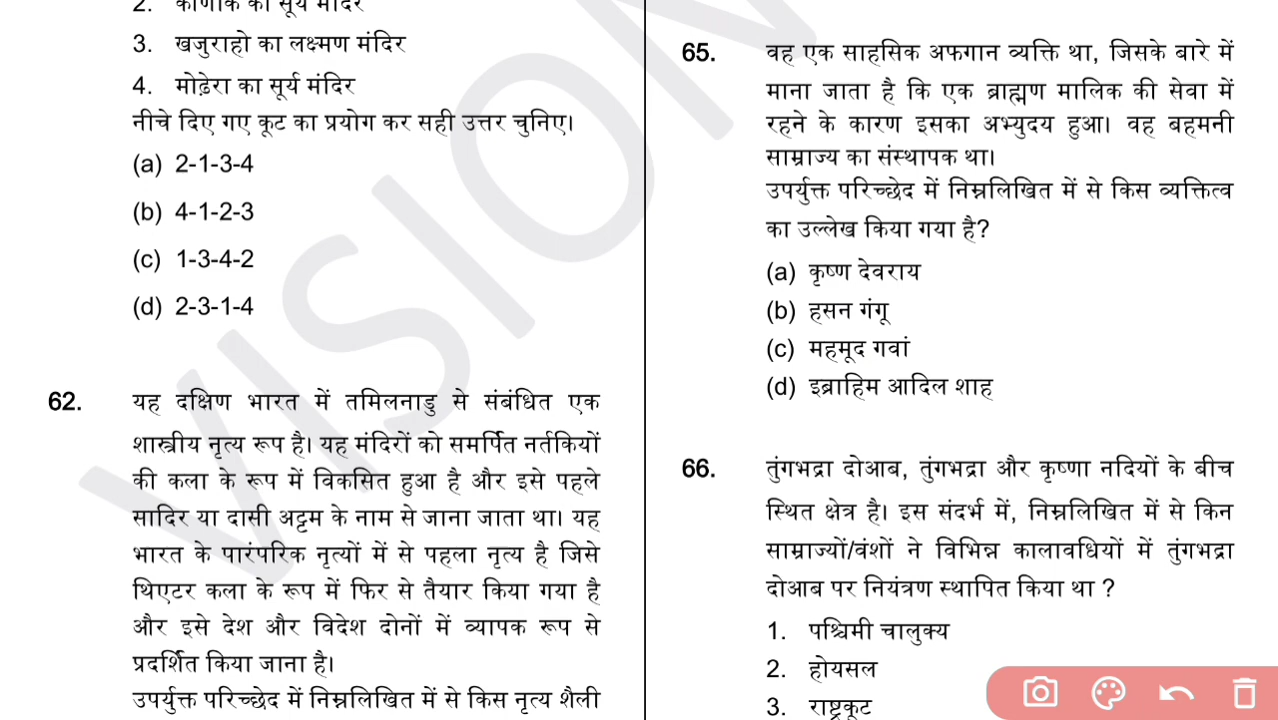 2. कोणार्क का सूर्य मंदिर
3. खजुराहो का लक्ष्मण मंदिर
4. मोढ़ेरा का सूर्य मंदिर
नीचे दिए गए कूट का प्रयोग कर सही उत्तर चुनिए।
(a) 2-1-3-4
(b) 4-1-2-3
(c) 1-3-4-2
(d) 2-3-1-4
62. यह दक्षिण भारत में तमिलनाडु से संबंधित एक
शास्त्रीय नृत्य रूप है। यह मंदिरों को समर्पित नर्तकियों
की कला के रूप में विकसित हुआ है और इसे पहले
सादिर या दासी अट्टम के नाम से जाना जाता था। यह
भारत के पारंपरिक नृत्यों में से पहला नृत्य है जिसे
थिएटर कला के रूप में फिर से तैयार किया गया है
और इसे देश और विदेश दोनों में व्यापक रूप से
प्रदर्शित किया जाना है।
उपर्युक्त परिच्छेद में निम्नलिखित में से किस नृत्य शैली
65. वह एक साहसिक अफगान व्यक्ति था, जिसके बारे में
माना जाता है कि एक ब्राह्मण मालिक की सेवा में
रहने के कारण इसका अभ्युदय हुआ। वह बहमनी
साम्राज्य का संस्थापक था।
उपर्युक्त परिच्छेद में निम्नलिखित में से किस व्यक्तित्व
का उल्लेख किया गया है?
(a) कृष्ण देवराय
(b) हसन गंगू
(c) महमूद गवां
(d) इब्राहिम आदिल शाह
66. तुंगभद्रा दोआब, तुंगभद्रा और कृष्णा नदियों के बीच
स्थित क्षेत्र है। इस संदर्भ में, निम्नलिखित में से किन
साम्राज्यों/वंशों ने विभिन्न कालावधियों में तुंगभद्रा
दोआब पर नियंत्रण स्थापित किया था ?
1. पश्चिमी चालुक्य
2. होयसल
3. राष्ट्रकूट
VISION